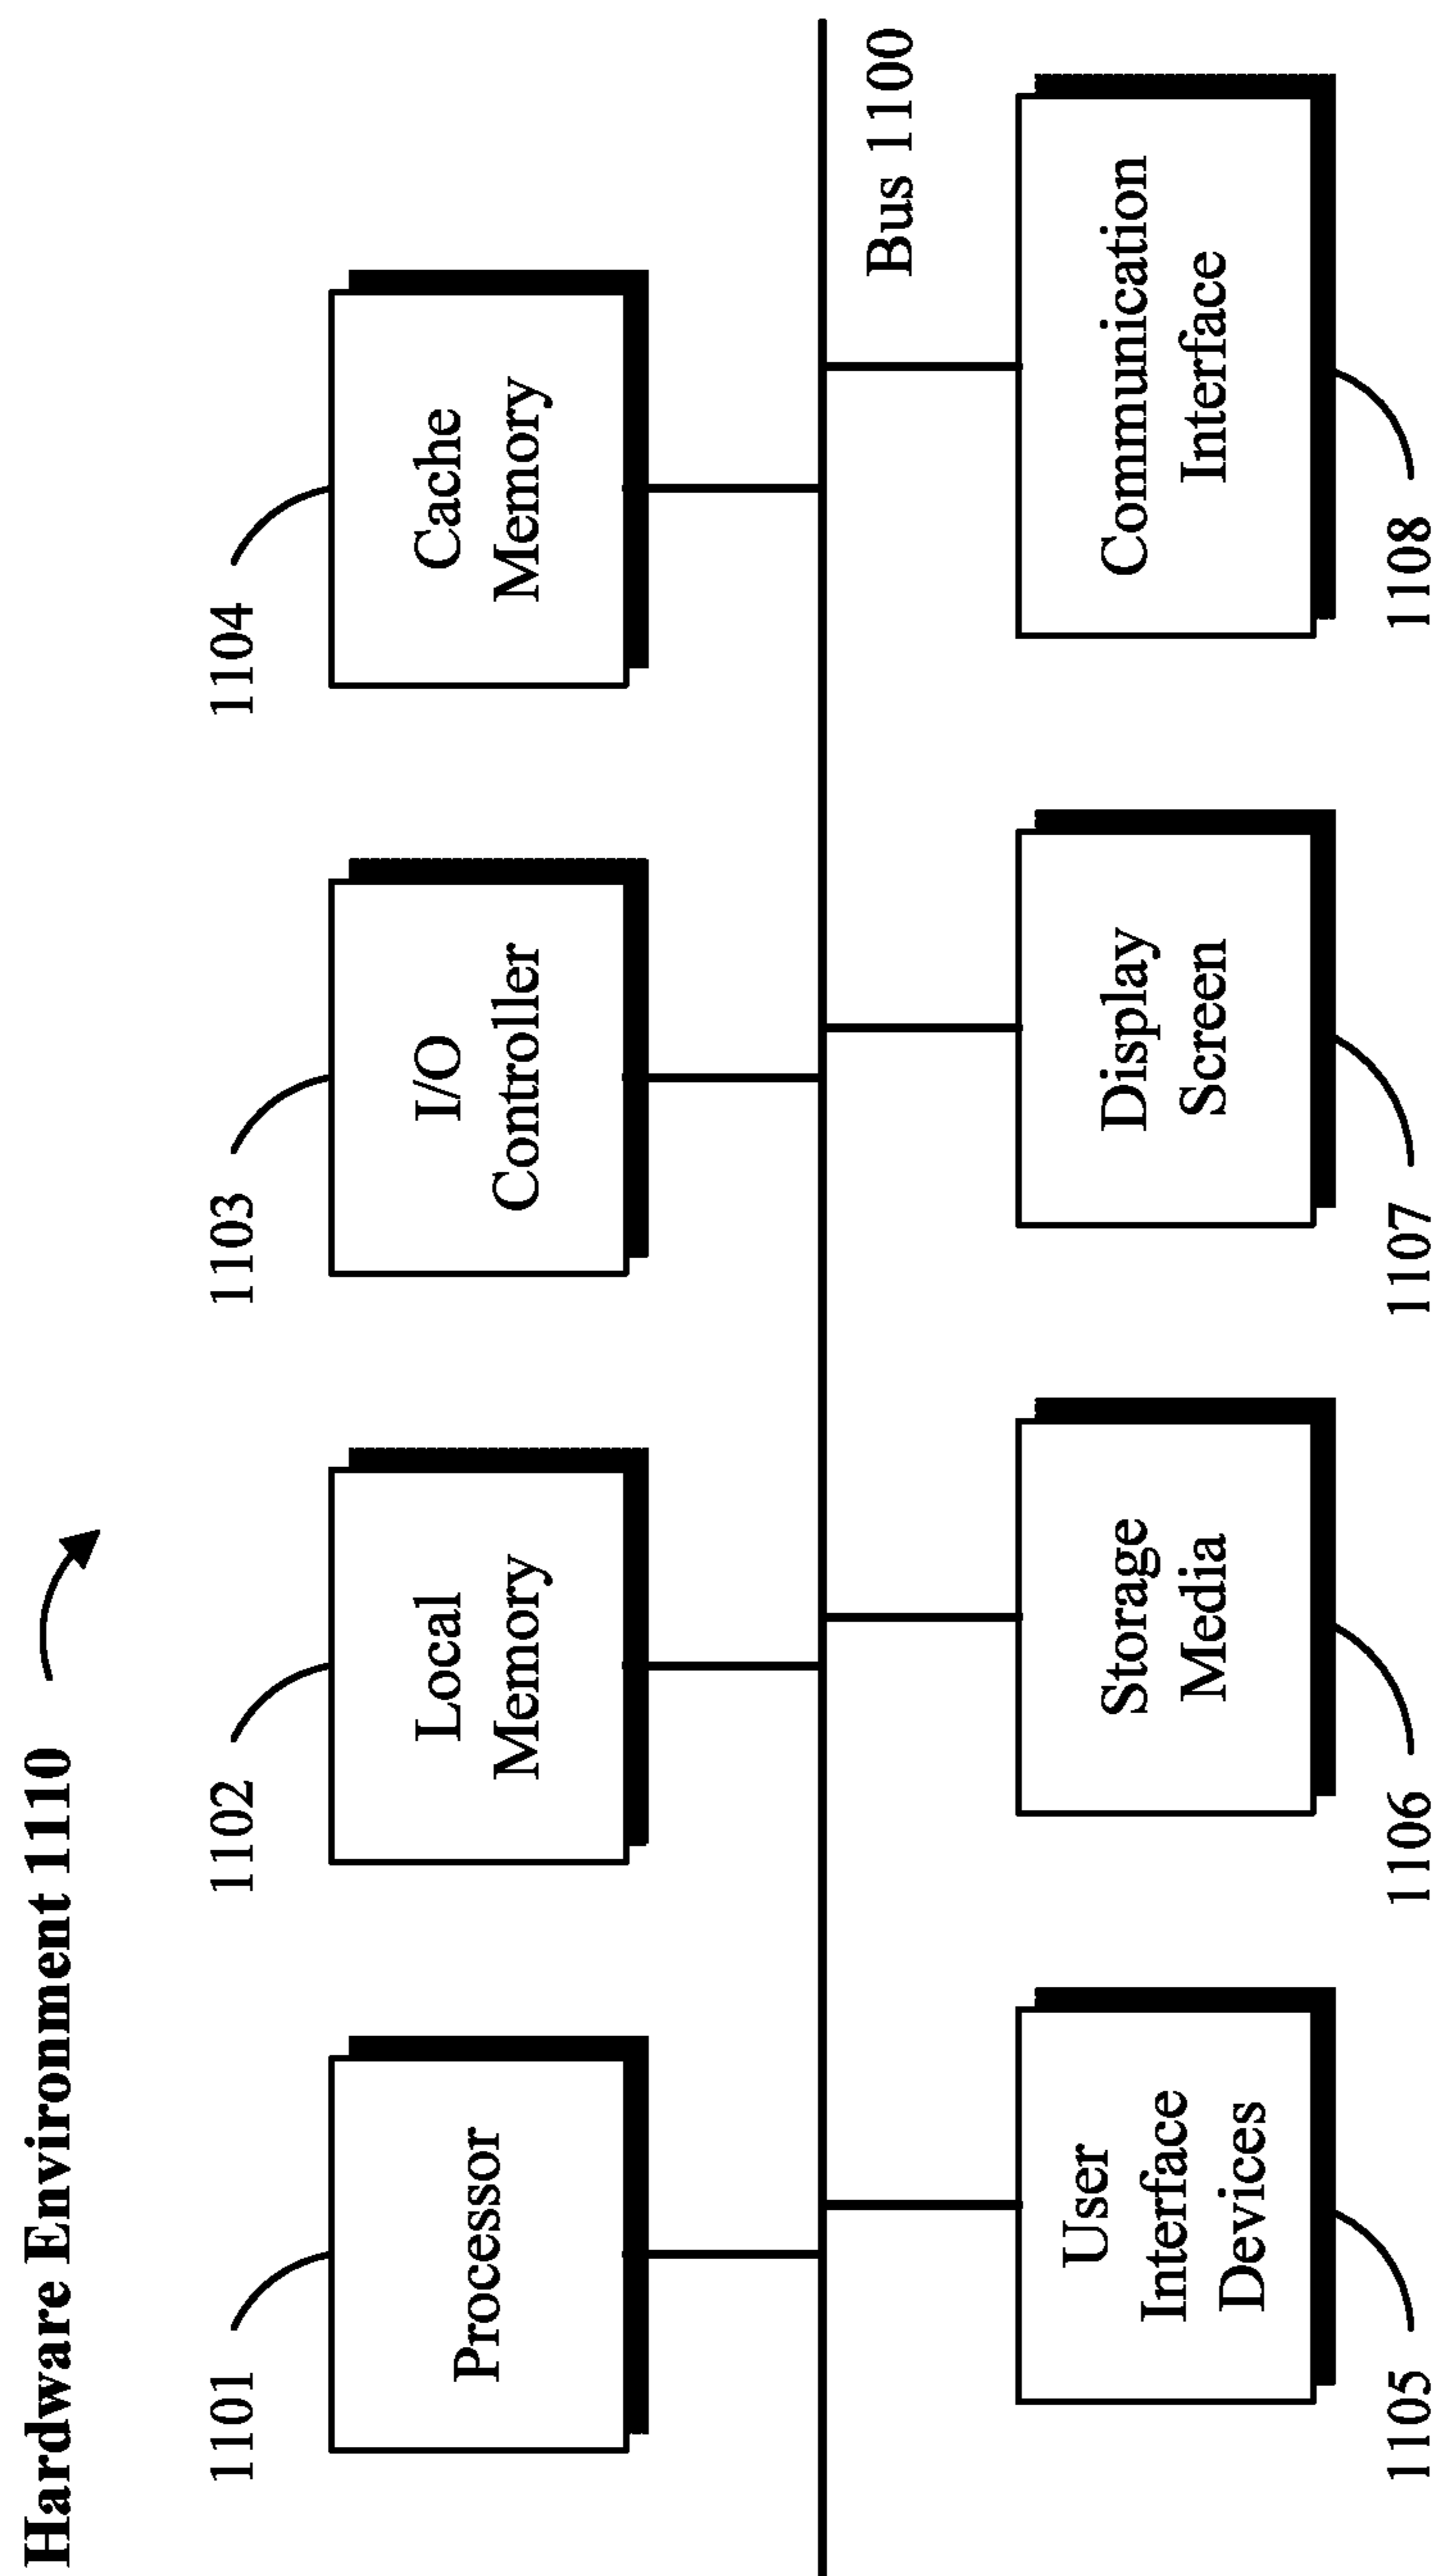 Hardware Environment 1110
1101
1102
1103
1104
Processor
Local
Memory
I/O
Controller
Cache
Memory
Bus 1100
User
Interface
Devices
Storage
Media
Display
Screen
Communication
Interface
1105
1106
1107
1108